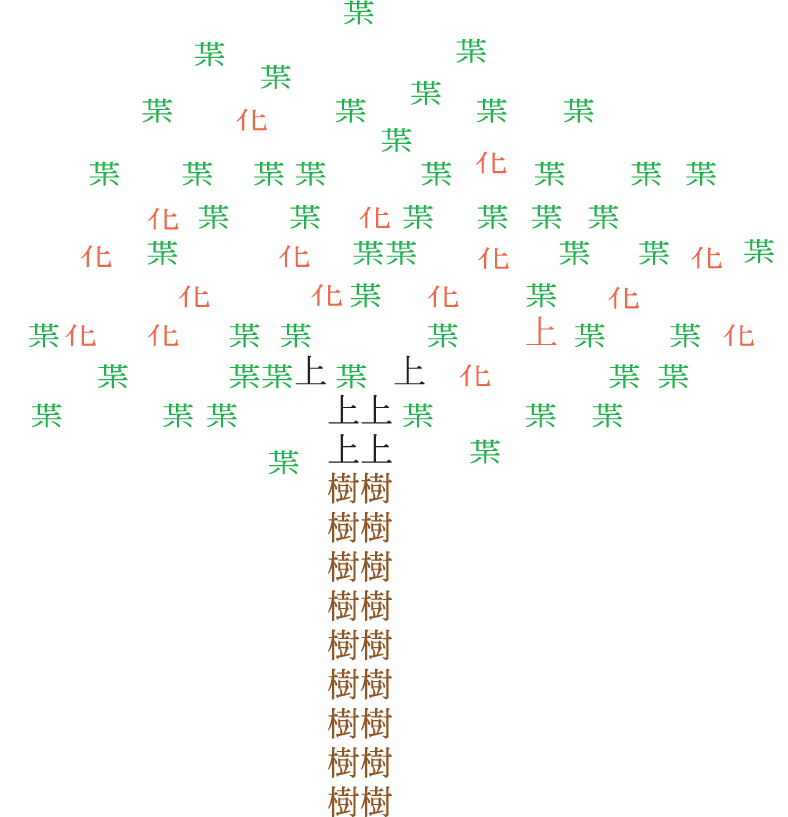 葉
葉 葉
葉
葉
葉 化 葉 葉 葉
葉
化
葉 葉 葉 葉 葉 葉 葉 葉
化 葉 葉 化 葉 葉 葉 葉
化 葉 化 葉葉 化 葉 葉 化 葉
化 化 葉 化 葉 化
葉 化 化 葉 葉 葉 上 葉 葉 化
葉 葉葉上 葉 上 化 葉 葉
葉 葉 葉 上上 葉 葉 葉
葉 上上 葉
樹樹
樹樹
樹樹
樹樹
樹樹
樹樹
樹樹
樹樹
樹樹